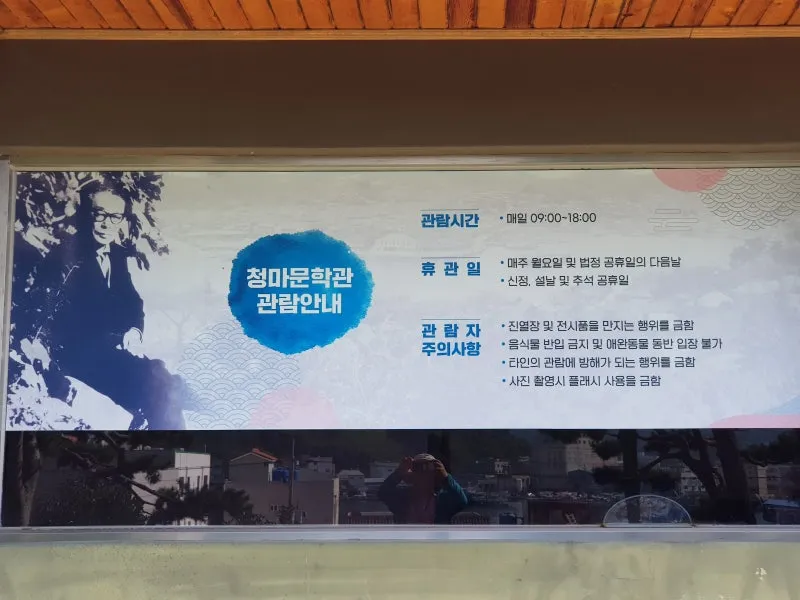 청마문학관
관람안내
관람시간
• 매일 09:00~18:00
휴 관 일
• 매주 월요일 및 법정 공휴일의 다음날
• 신정, 설날 및 추석 공휴일
관 람 자
주의사항
• 진열장 및 전시품을 만지는 행위를 금함
• 음식물 반입 금지 및 애완동물 동반 입장 불가
• 타인의 관람에 방해가 되는 행위를 금함
• 사진 촬영시 플래시 사용을 금함